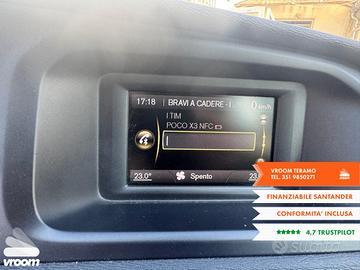 17:18 BRAVI A CADERE - I 0 km/h
I TIM
POCO X3 NFC
23.0° Spento 23.
VROOM TERAMO
TEL. 351 9850271
FINANZIABILE SANTANDER
CONFORMITA' INCLUSA
4,7 TRUSTPILOT
vroom
subito